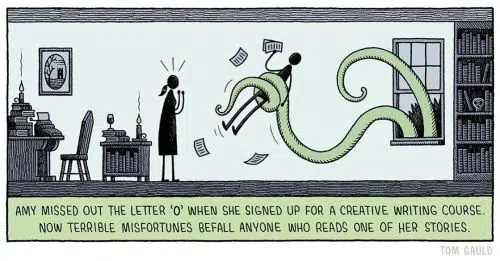 AMY MISSED OUT THE LETTER 'O' WHEN SHE SIGNED UP FOR A CREATIVE WRITING COURSE.
NOW TERRIBLE MISFORTUNES BEFALL ANYONE WHO READS ONE OF HER STORIES.
TOM GAULD